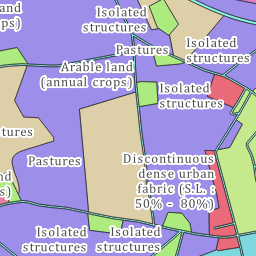 Isolated
structures
Pastures
Isolated
structures
Arable land
(annual crops)
Isolated
structures
Pastures
Discontinuous
dense urban
fabric (S.L. :
50% - 80%)
Isolated
structures
Isolated
structures